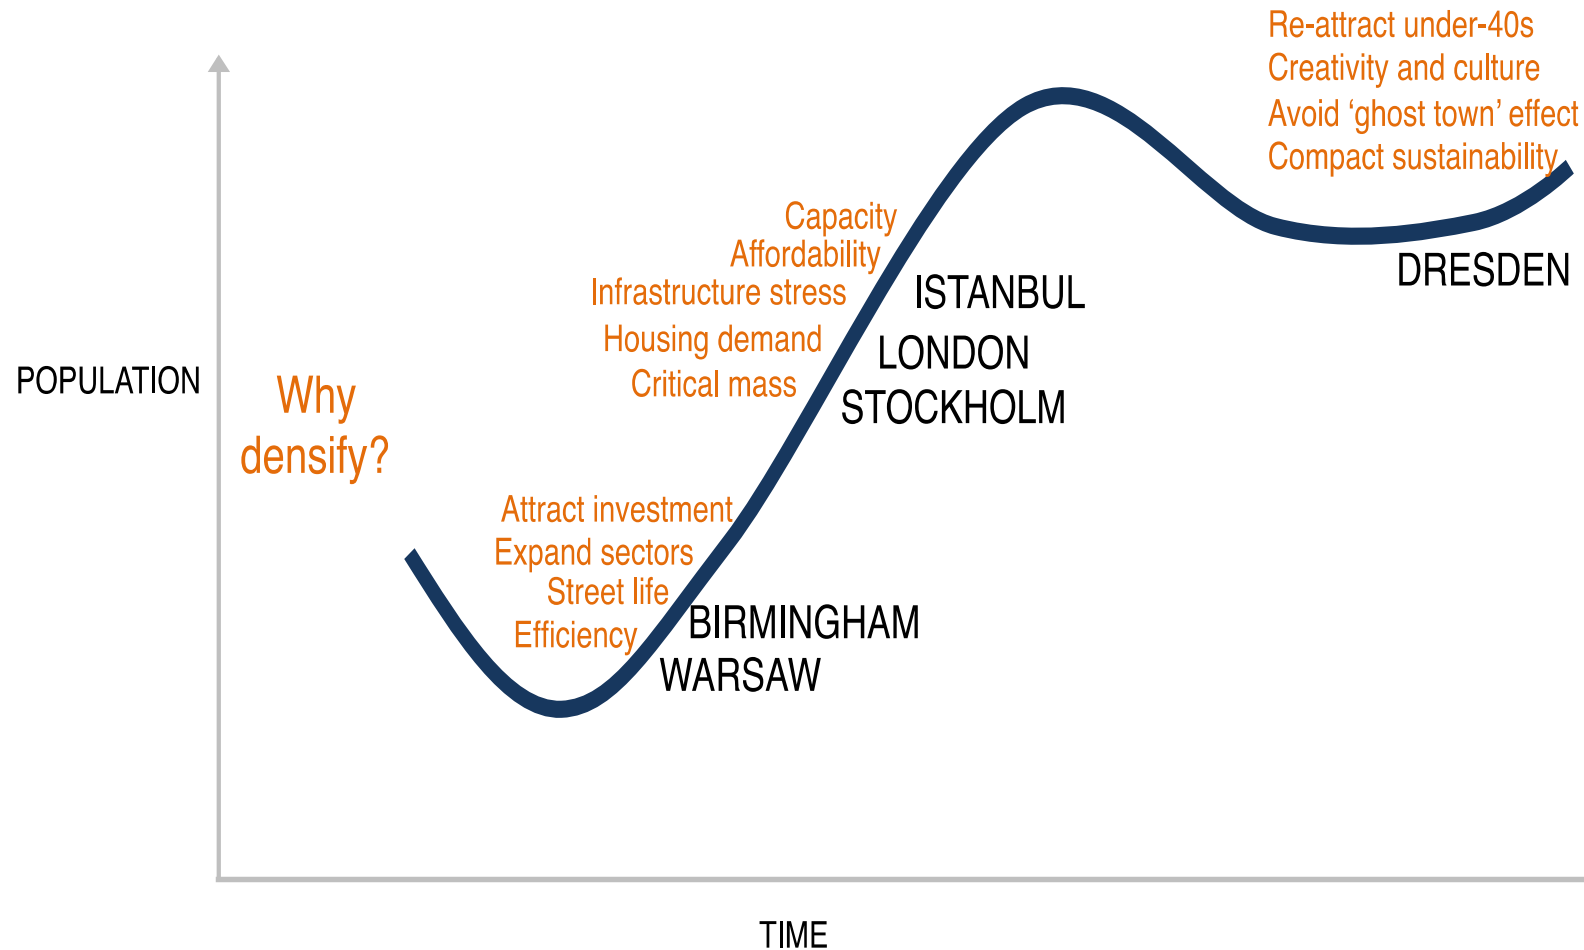 Re-attract under-40s
Creativity and culture
Avoid ‘ghost town’ effect
Compact sustainability
Capacity
Affordability
Infrastructure stress
Housing demand
Critical mass
ISTANBUL
LONDON
STOCKHOLM
DRESDEN
POPULATION
Why
densify?
Attract investment
Expand sectors
Street life
Efficiency
BIRMINGHAM
WARSAW
TIME